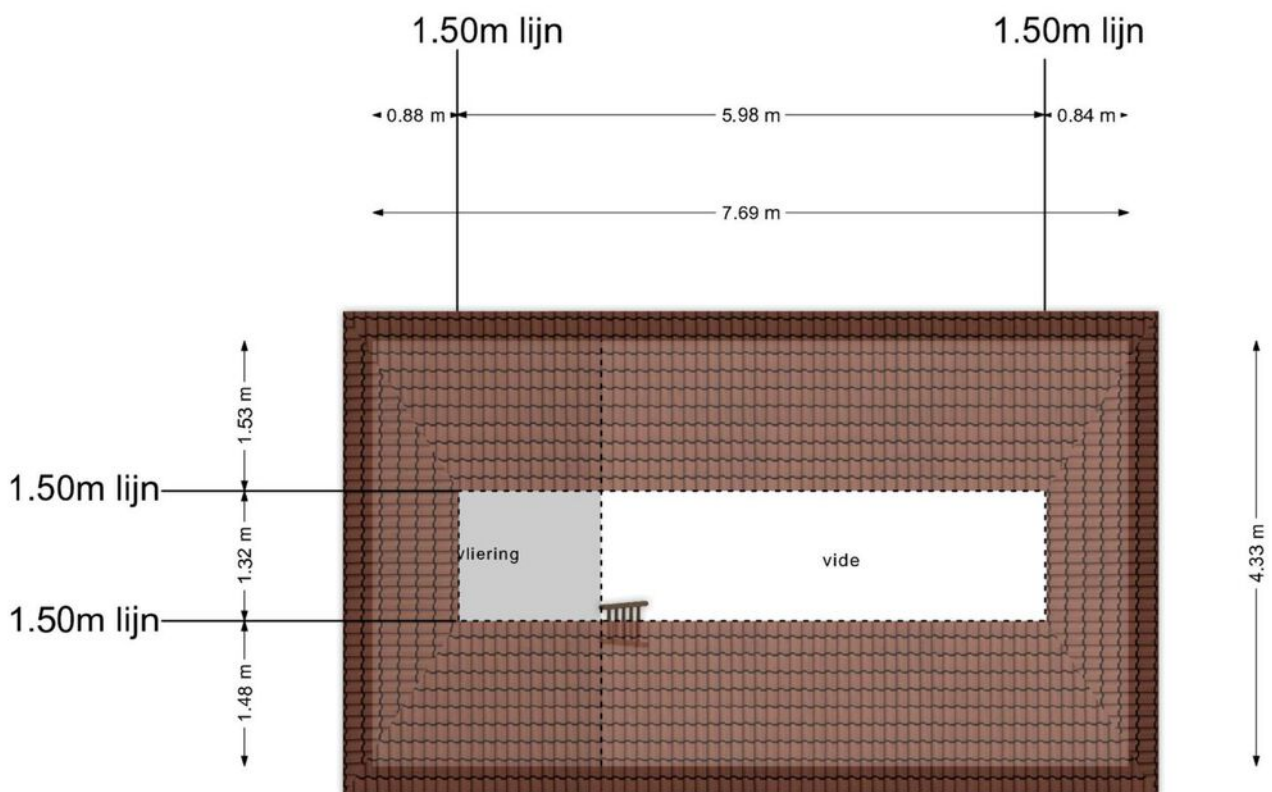 1.50m lijn
1.50m lijn
0.88 m
5.98 m
0.84 m
7.69 m
1.53 m
1.50m lijn
1.32 m
vliering
vide
4.33 m
1.50m lijn
1.48 m